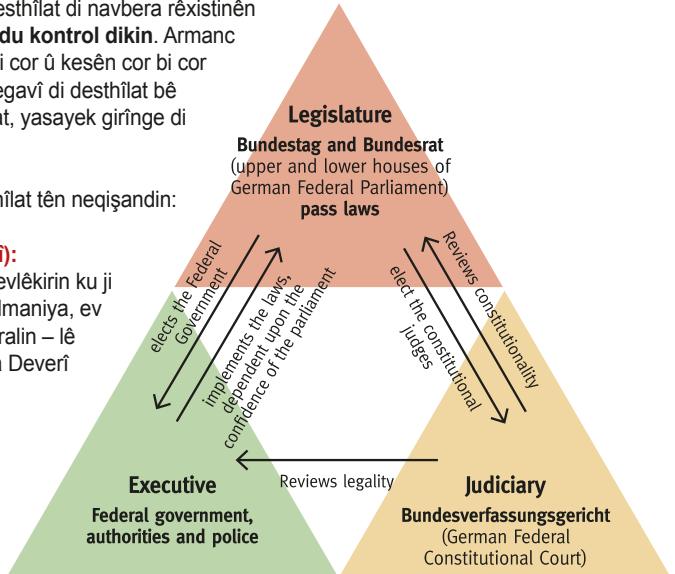 desthîlat di navbera rêxistinên
du kontrol dikin. Armanc
bi cor û kesên cor bi cor
egavî di desthîlat bê
at, yasayek girînge di
hîlat tên neqişandin:
î):
evlêkirin ku ji
lmaniya, ev
ralin – lê
a Deverî
Legislature
Bundestag and Bundesrat
(upper and lower houses of
German Federal Parliament)
pass laws
elects the Federal
Government
implements the laws,
dependent upon the
confidence of the parliament
elect the constitutional
judges
Reviews constitutionality
Reviews legality
Executive
Federal government,
authorities and police
Judiciary
Bundesverfassungsgericht
(German Federal
Constitutional Court)